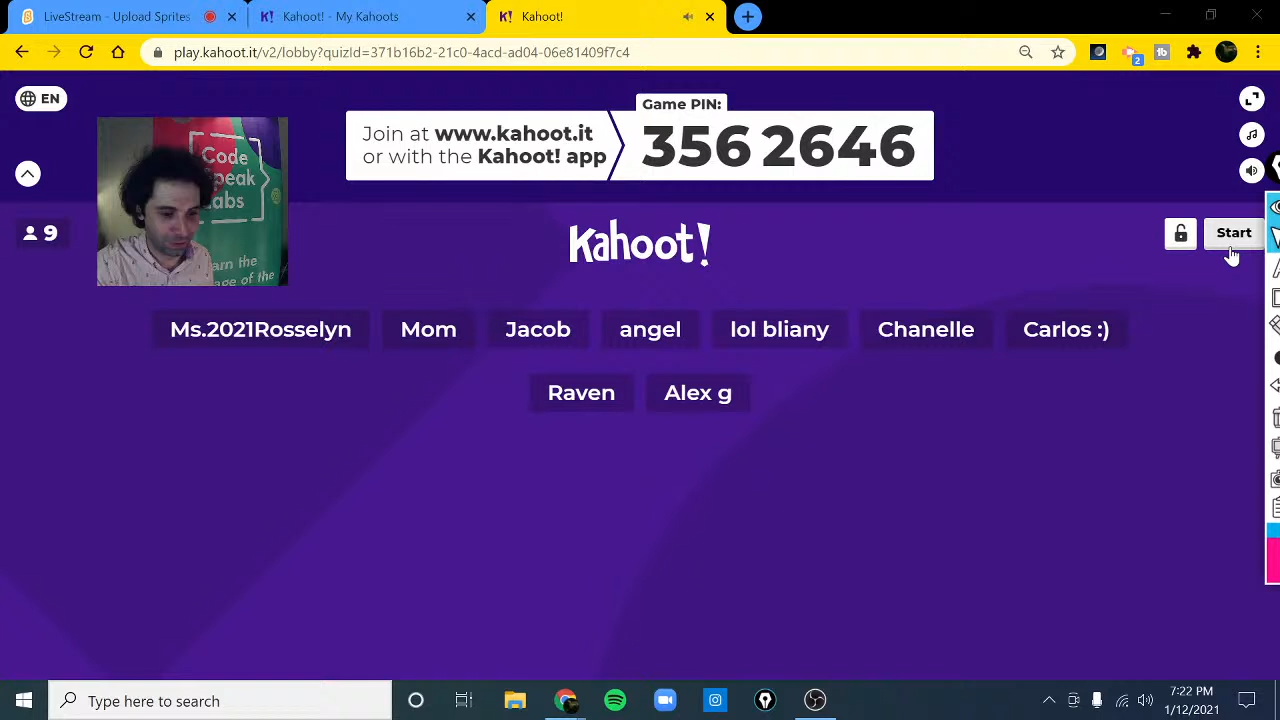 LiveStream - Upload Sprites
Kahoot! - My Kahoots
Kahoot!
play.kahoot.it/v2/lobby?quizId=371b16b2-21c0-4acd-ad04-06e81409f7c4
2
EN
Game PIN:
Join at www.kahoot.it
or with the Kahoot! app
356 2646
9
Kahoot!
Start
Ms.2021Rosselyn Mom Jacob angel lol bliany Chanelle Carlos :)
Raven Alex g
Type here to search
7:22 PM
1/12/2021